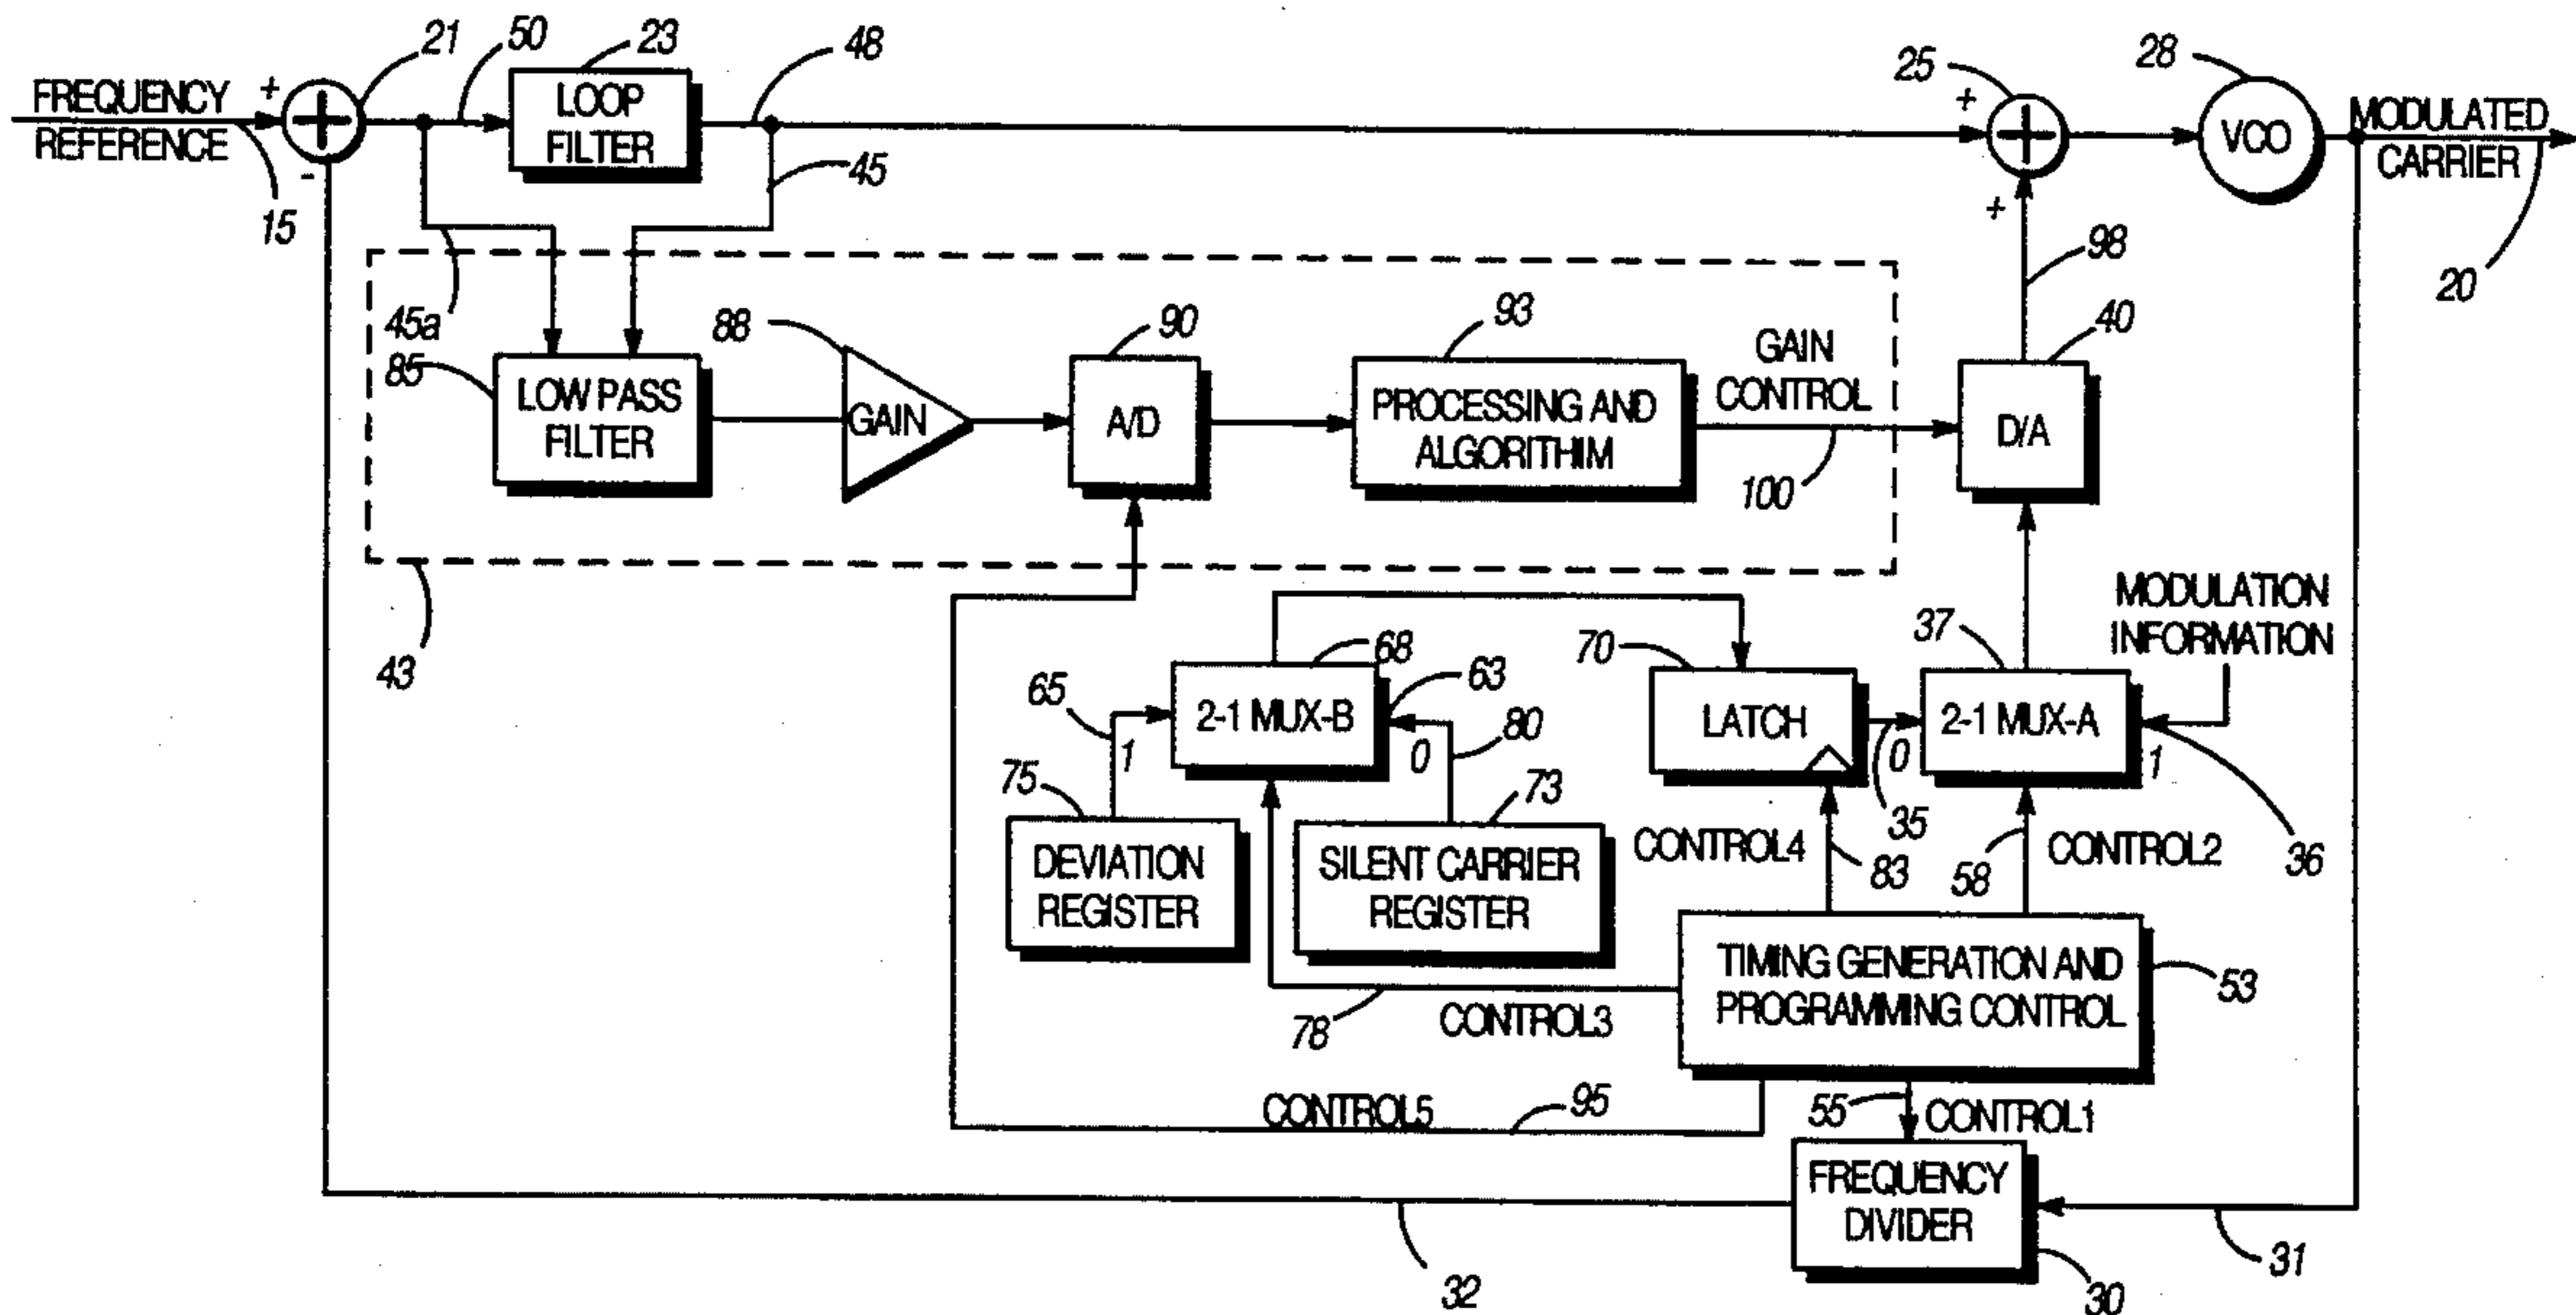 FREQUENCY
REFERENCE
15
+
-
21
50
23
LOOP
FILTER
48
45
45a
25
+
+
28
VCO
MODULATED
CARRIER
20
98
85
LOW PASS
FILTER
88
GAIN
90
A/D
93
PROCESSING AND
ALGORITHIM
GAIN
CONTROL
100
40
D/A
43
68
2-1 MUX-B
63
65
1
0
80
75
DEVIATION
REGISTER
73
SILENT CARRIER
REGISTER
70
LATCH
0
35
37
2-1 MUX-A
1
MODULATION
INFORMATION
36
CONTROL4
83
58
CONTROL2
TIMING GENERATION AND
PROGRAMMING CONTROL
53
78
CONTROL3
CONTROL5
95
55
CONTROL1
FREQUENCY
DIVIDER
30
31
32